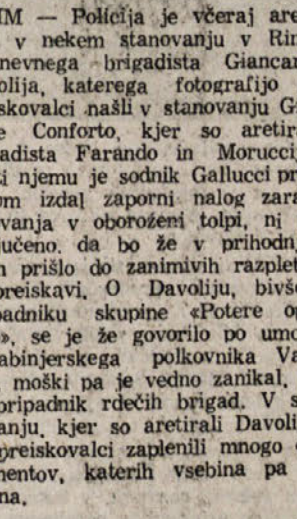 IM — Policija je včeraj are
v nekem stanovanju v Rim
nevnega brigadista Giancar
olija, katerega fotografijo
iskovalci našli v stanovanju G
e Conforto, kjer so aretir
adista Farando in Morucci
ti njemu je sodnik Gallucci pr
om izdal zaporni nalog zara
ovanja v oboroženi tolpi, ni
učeno, da bo že v prihodn
h prišlo do zanimivih razplet
preiskavi. O Davoliju, bivše
padniku skupine «Potere op
», se je že govorilo po umo
abinjerskega polkovnika Va
moški pa je vedno zanikal,
pripadnik rdečih brigad. V s
anju, kjer so aretirali Davoli
preiskovalci zaplenili mnogo
mentov, katerih vsebina pa
na.